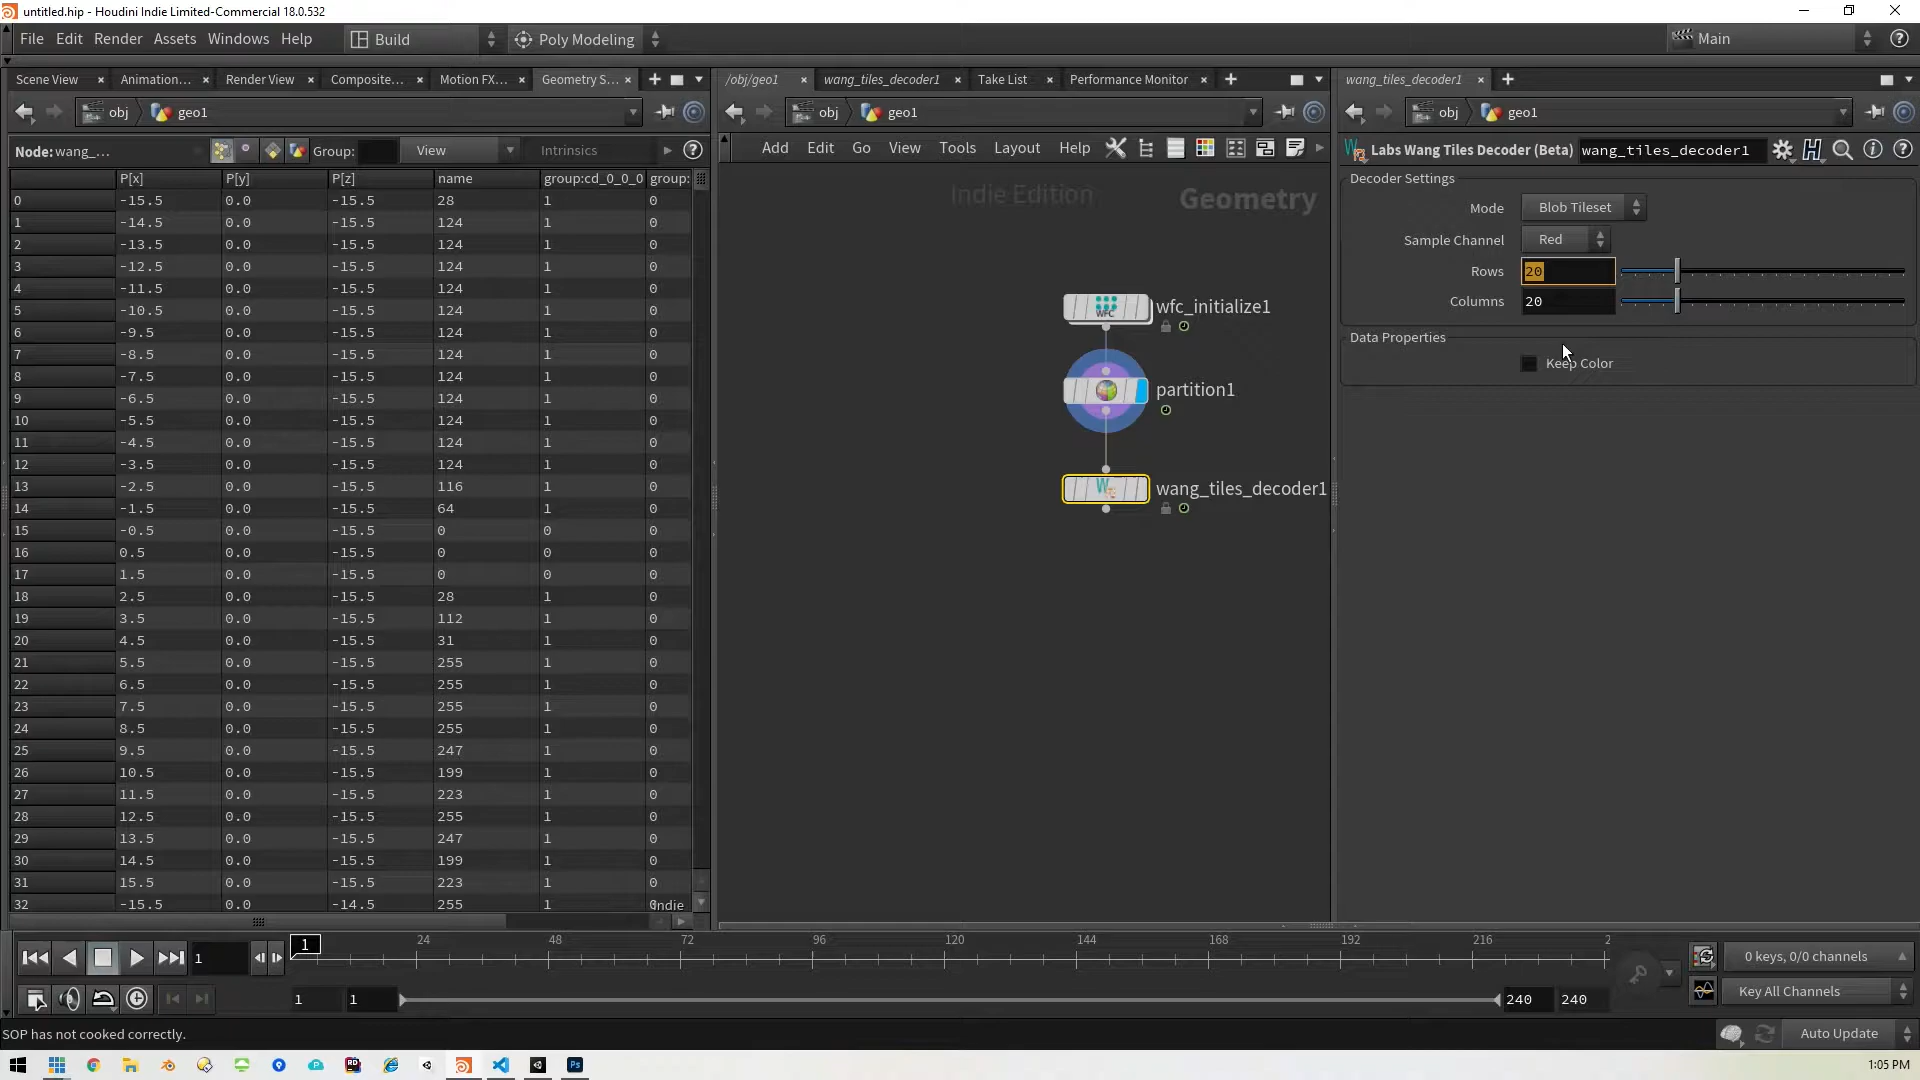 untitled.hip - Houdini Indie Limited-Commercial 18.0.532
File Edit Render Assets Windows Help Build Poly Modeling Main
Scene View Animation... Render View Composite... Motion FX... Geometry S...
/obj/geo1 wang_tiles_decoder1 Take List Performance Monitor
wang_tiles_decoder1
obj geo1
obj geo1
obj geo1
Node: wang_... Group: View Intrinsics
Add Edit Go View Tools Layout Help
Labs Wang Tiles Decoder (Beta) wang_tiles_decoder1
P[x] P[y] P[z] name group:cd_0_0_0 group:
0 -15.5 0.0 -15.5 28 1 0
1 -14.5 0.0 -15.5 124 1 0
2 -13.5 0.0 -15.5 124 1 0
3 -12.5 0.0 -15.5 124 1 0
4 -11.5 0.0 -15.5 124 1 0
5 -10.5 0.0 -15.5 124 1 0
6 -9.5 0.0 -15.5 124 1 0
7 -8.5 0.0 -15.5 124 1 0
8 -7.5 0.0 -15.5 124 1 0
9 -6.5 0.0 -15.5 124 1 0
10 -5.5 0.0 -15.5 124 1 0
11 -4.5 0.0 -15.5 124 1 0
12 -3.5 0.0 -15.5 124 1 0
13 -2.5 0.0 -15.5 116 1 0
14 -1.5 0.0 -15.5 64 1 0
15 -0.5 0.0 -15.5 0 0 0
16 0.5 0.0 -15.5 0 0 0
17 1.5 0.0 -15.5 0 0 0
18 2.5 0.0 -15.5 28 1 0
19 3.5 0.0 -15.5 112 1 0
20 4.5 0.0 -15.5 31 1 0
21 5.5 0.0 -15.5 255 1 0
22 6.5 0.0 -15.5 255 1 0
23 7.5 0.0 -15.5 255 1 0
24 8.5 0.0 -15.5 255 1 0
25 9.5 0.0 -15.5 247 1 0
26 10.5 0.0 -15.5 199 1 0
27 11.5 0.0 -15.5 223 1 0
28 12.5 0.0 -15.5 255 1 0
29 13.5 0.0 -15.5 247 1 0
30 14.5 0.0 -15.5 199 1 0
31 15.5 0.0 -15.5 223 1 0
32 -15.5 0.0 -14.5 255 1 0
Indie
Indie Edition Geometry
WFC
wfc_initialize1
partition1
wang_tiles_decoder1
Decoder Settings
Mode Blob Tileset
Sample Channel Red
Rows 20
Columns 20
Data Properties
Keep Color
1 1 24 48 72 96 120 144 168 192 216 2
0 keys, 0/0 channels
1 1 240 240 Key All Channels
SOP has not cooked correctly. Auto Update
1:05 PM